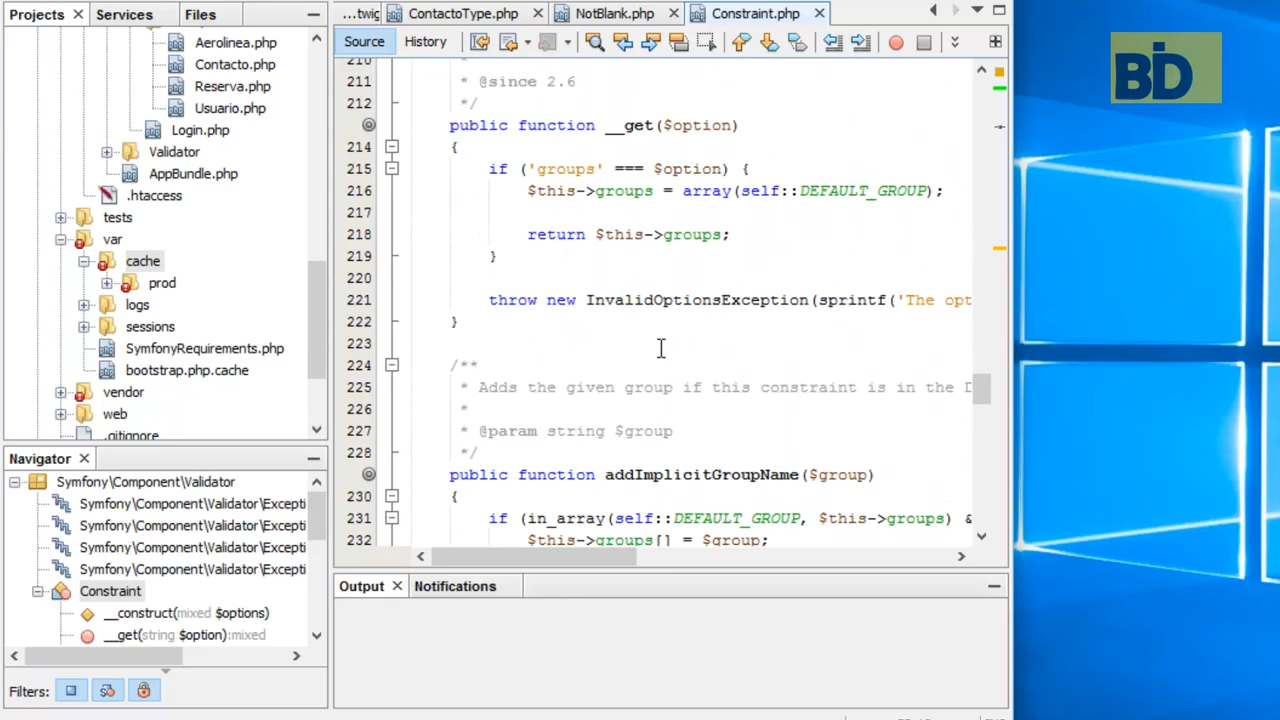 Projects
Services
Files
Aerolinea.php
Contacto.php
Reserva.php
Usuario.php
Login.php
Validator
AppBundle.php
.htaccess
tests
var
cache
prod
logs
sessions
SymfonyRequirements.php
bootstrap.php.cache
vendor
web
.gitignore
Navigator
Symfony\Component\Validator
Symfony\Component\Validator\Excepti
Symfony\Component\Validator\Excepti
Symfony\Component\Validator\Excepti
Symfony\Component\Validator\Excepti
Constraint
__construct(mixed $options)
__get(string $option):mixed
Filters:
...twig
ContactoType.php
NotBlank.php
Constraint.php
Source
History
210 *
211 * @since 2.6
212 */
public function __get($option)
214 {
215 if ('groups' === $option) {
216 $this->groups = array(self::DEFAULT_GROUP);
217
218 return $this->groups;
219 }
220
221 throw new InvalidOptionsException(sprintf('The opt
222 }
223
224 /**
225 * Adds the given group if this constraint is in the D
226 *
227 * @param string $group
228 */
public function addImplicitGroupName($group)
230 {
231 if (in_array(self::DEFAULT_GROUP, $this->groups) &
232 $this->groups[] = $group;
Output
Notifications
BID